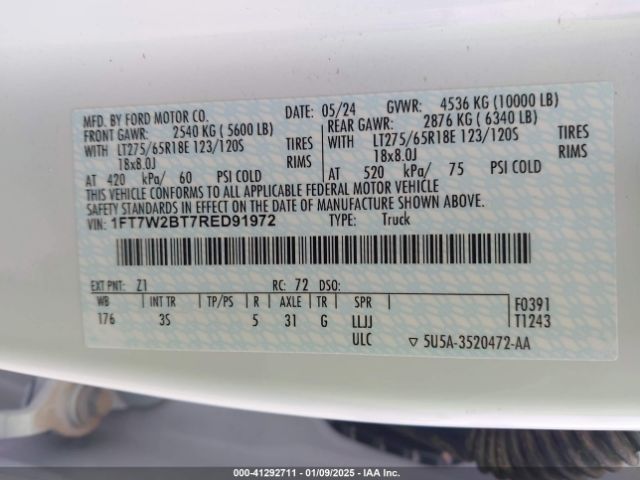 MFD. BY FORD MOTOR CO. DATE: 05/24 GVWR: 4536 KG (10000 LB)
FRONT GAWR: 2540 KG ( 5600 LB) REAR GAWR: 2876 KG ( 6340 LB)
WITH LT275/65R18E 123/120S TIRES WITH LT275/65R18E 123/120S TIRES
18x8.0J RIMS 18x8.0J RIMS
AT 420 kPa/ 60 PSI COLD AT 520 kPa/ 75 PSI COLD
THIS VEHICLE CONFORMS TO ALL APPLICABLE FEDERAL MOTOR VEHICLE
SAFETY STANDARDS IN EFFECT ON THE DATE OF MANUFACTURE SHOWN ABOVE.
VIN: 1FT7W2BT7RED91972 TYPE: Truck
EXT PNT: Z1 RC: 72 DSO:
WB INT TR TP/PS R AXLE TR SPR F0391
176 3S 5 31 G LLJJ T1243
ULC ▽ 5U5A-3520472-AA
000-41292711 - 01/09/2025 - IAA Inc.